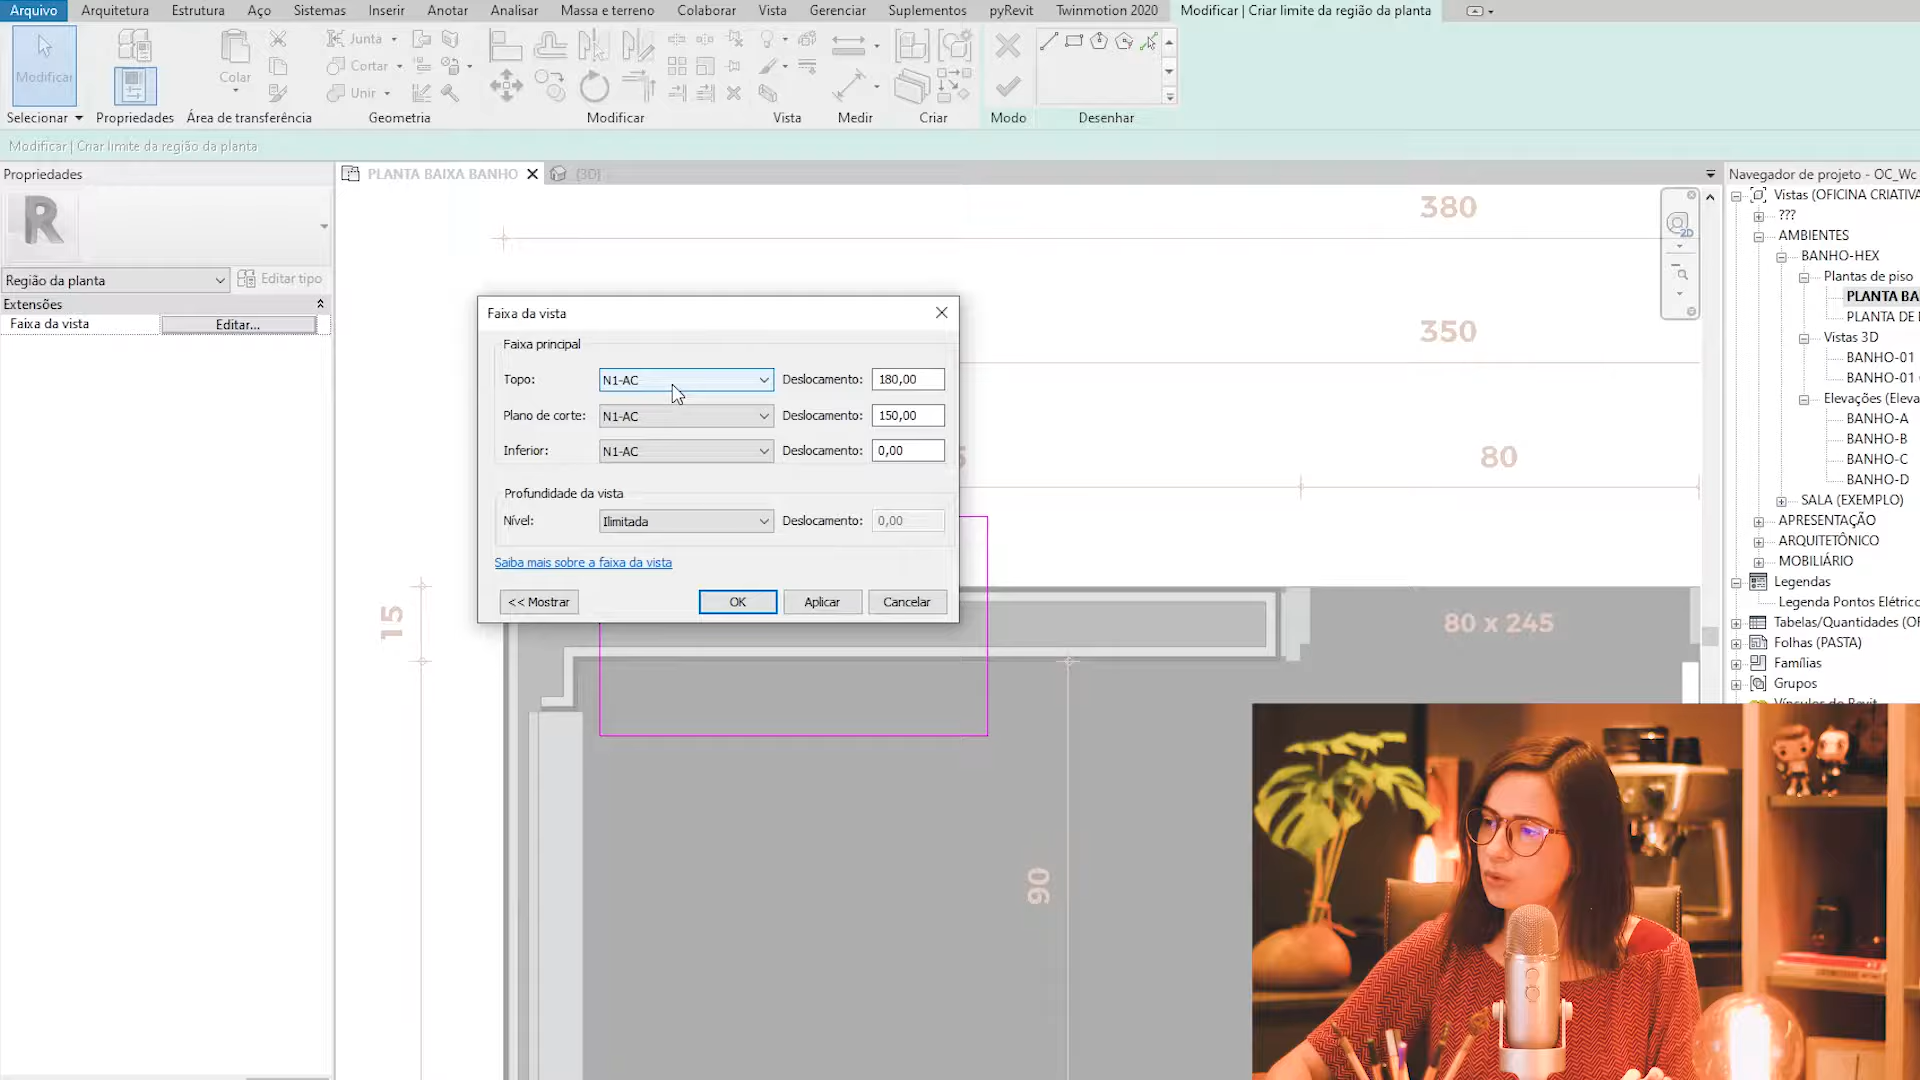 Arquivo Arquitetura Estrutura Aço Sistemas Inserir Anotar Analisar Massa e terreno Colaborar Vista Gerenciar Suplementos pyRevit Twinmotion 2020 Modificar | Criar limite da região da planta
Modificar
Colar
Junta
Cortar
Unir
Selecionar Propriedades Área de transferência Geometria Modificar Vista Medir Criar Modo Desenhar
Modificar | Criar limite da região da planta
Propriedades
R
Região da planta
Editar tipo
Extensões
Faixa da vista
Editar...
PLANTA BAIXA BANHO
{3D}
380
350
80
15
80 x 245
90
2D
Faixa da vista
Faixa principal
Topo: N1-AC Deslocamento: 180,00
Plano de corte: N1-AC Deslocamento: 150,00
Inferior: N1-AC Deslocamento: 0,00
Profundidade da vista
Nível: Ilimitada Deslocamento: 0,00
Saiba mais sobre a faixa da vista
<< Mostrar OK Aplicar Cancelar
Navegador de projeto - OC_Wc
Vistas (OFICINA CRIATIVA
???
AMBIENTES
BANHO-HEX
Plantas de piso
PLANTA BA
PLANTA DE
Vistas 3D
BANHO-01
BANHO-01
Elevações (Eleva
BANHO-A
BANHO-B
BANHO-C
BANHO-D
SALA (EXEMPLO)
APRESENTAÇÃO
ARQUITETÔNICO
MOBILIÁRIO
Legendas
Legenda Pontos Elétrico
Tabelas/Quantidades (OF
Folhas (PASTA)
Famílias
Grupos
Vínculos do Revit